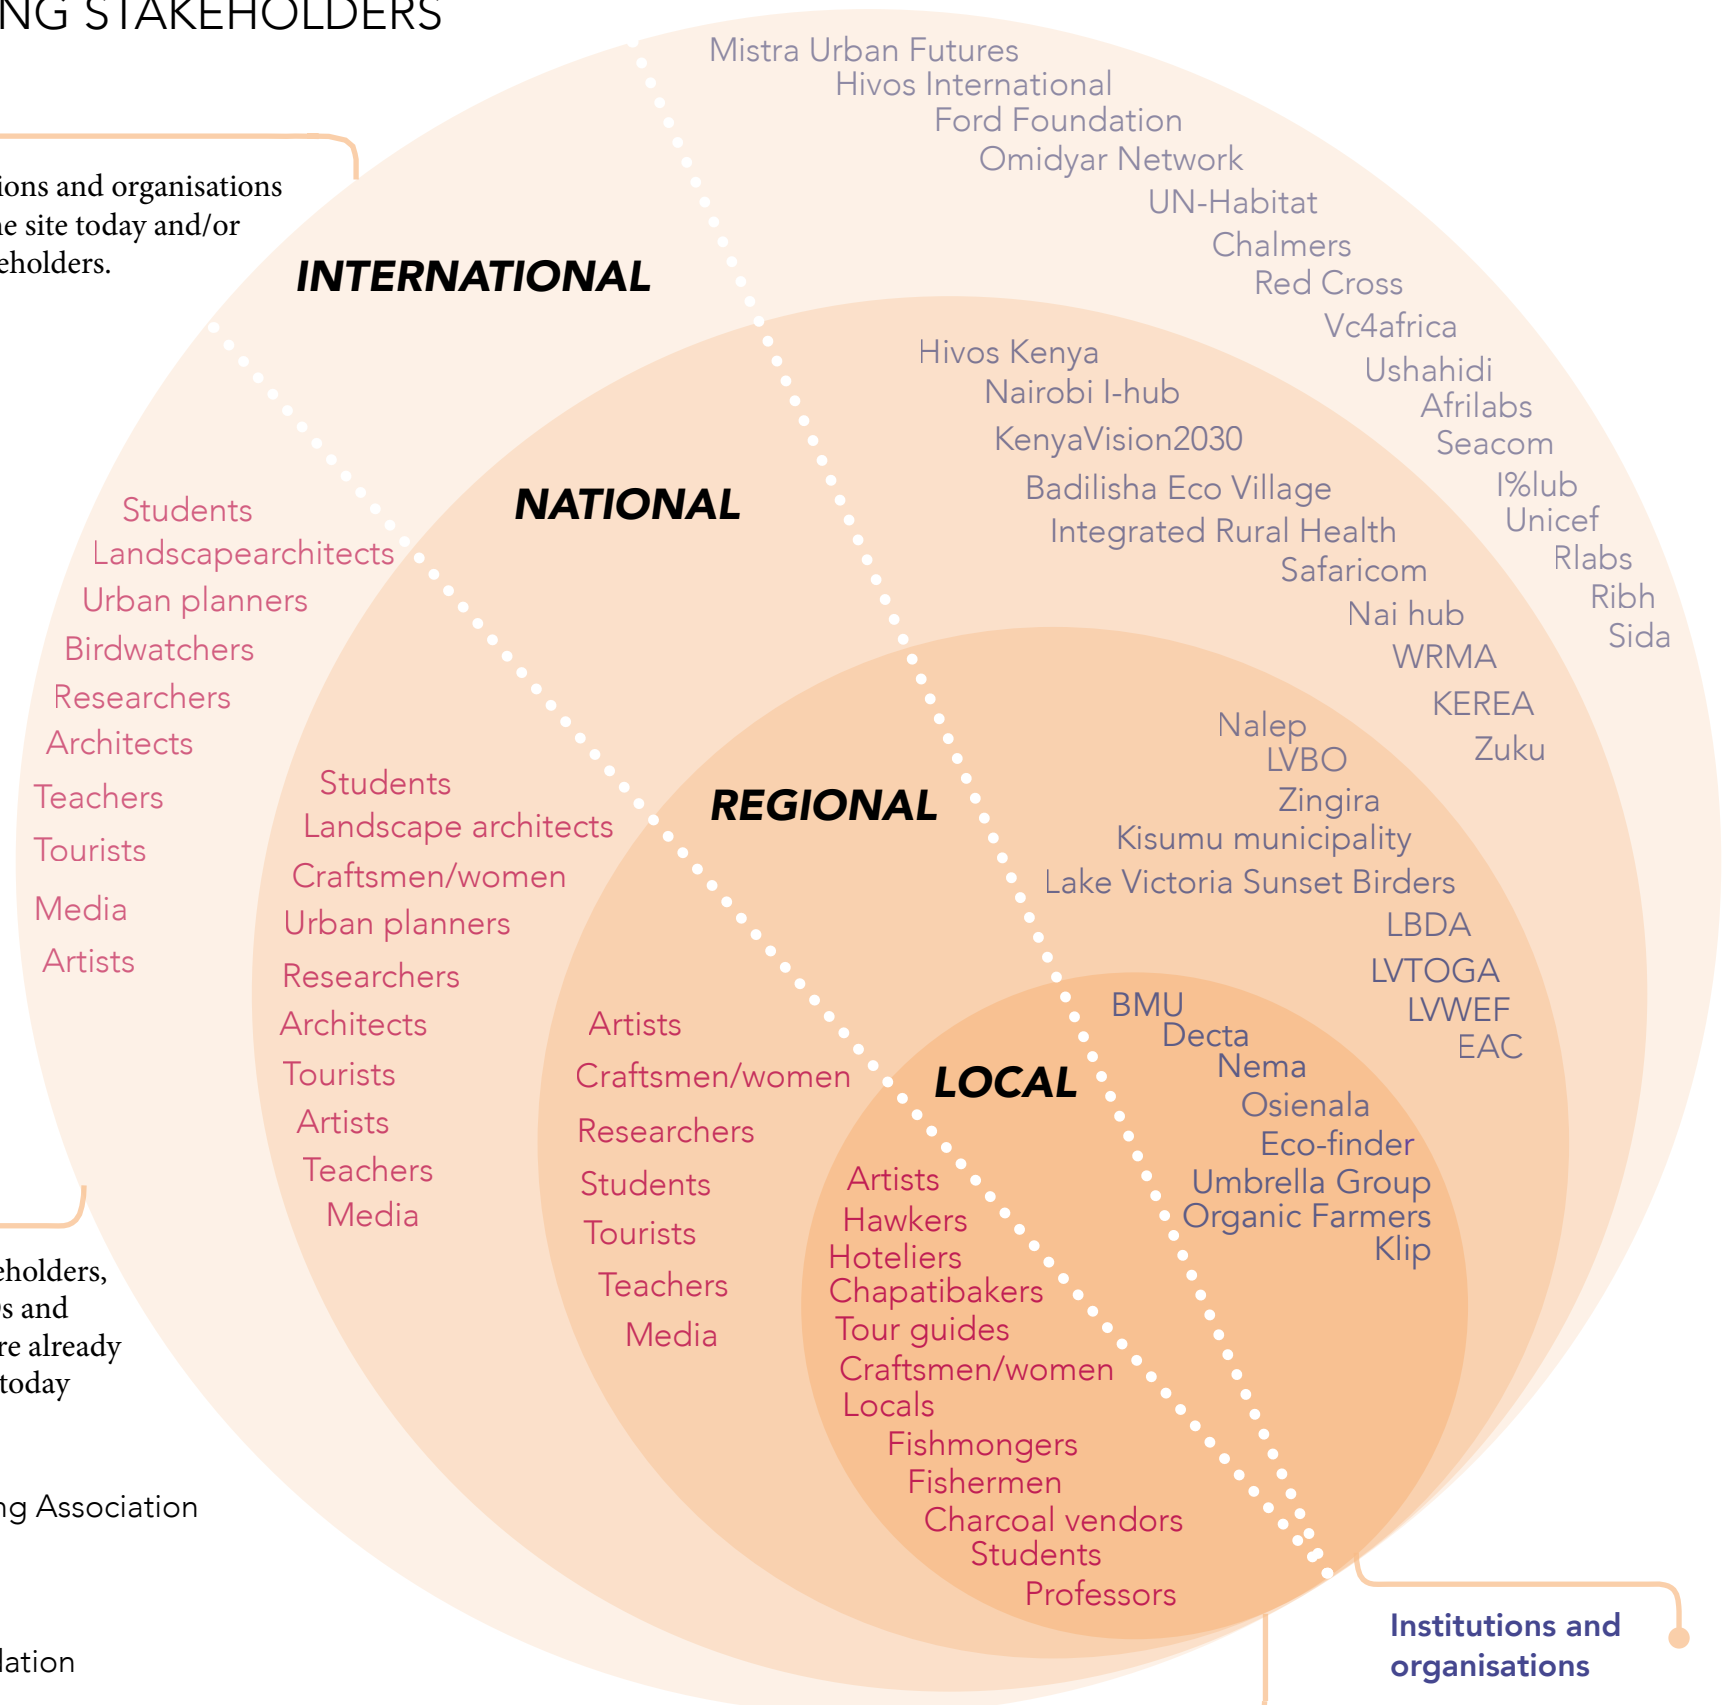 NG STAKEHOLDERS
ions and organisations
ne site today and/or
eholders.
INTERNATIONAL
Mistra Urban Futures
Hivos International
Ford Foundation
Omidyar Network
UN-Habitat
Chalmers
Red Cross
Vc4africa
Ushahidi
Afrilabs
Seacom
I%lub
Unicef
Rlabs
Ribh
Sida
Students
Landscapearchitects
Urban planners
Birdwatchers
Researchers
Architects
Teachers
Tourists
Media
Artists
NATIONAL
Hivos Kenya
Nairobi I-hub
KenyaVision2030
Badilisha Eco Village
Integrated Rural Health
Safaricom
Nai hub
WRMA
KEREA
Zuku
Students
Landscape architects
Craftsmen/women
Urban planners
Researchers
Architects
Tourists
Artists
Teachers
Media
REGIONAL
Nalep
LVBO
Zingira
Kisumu municipality
Lake Victoria Sunset Birders
LBDA
LVTOGA
LVWEF
EAC
Artists
Craftsmen/women
Researchers
Students
Tourists
Teachers
Media
LOCAL
BMU
Decta
Nema
Osienala
Eco-finder
Umbrella Group
Organic Farmers
Klip
Artists
Hawkers
Hoteliers
Chapatibakers
Tour guides
Craftsmen/women
Locals
Fishmongers
Fishermen
Charcoal vendors
Students
Professors
eholders,
s and
re already
today
ng Association
lation
Institutions and
organisations